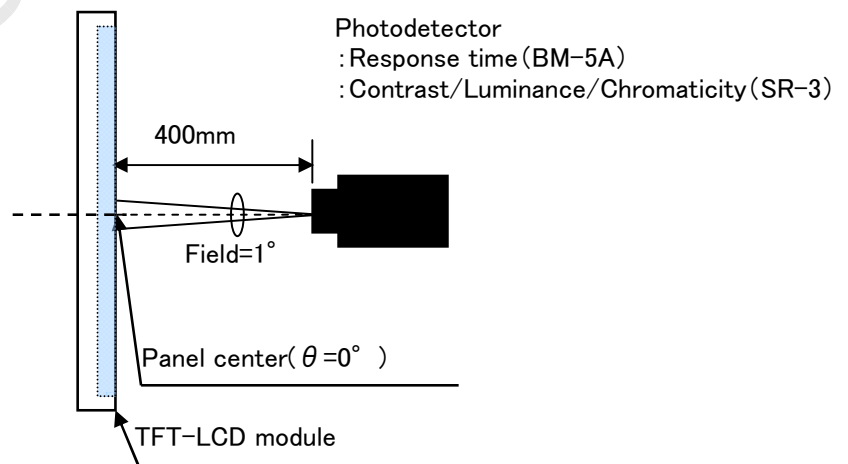 Photodetector
:Response time(BM-5A)
:Contrast/Luminance/Chromaticity(SR-3)
400mm
Field=1°
Panel center(θ=0° )
TFT-LCD module